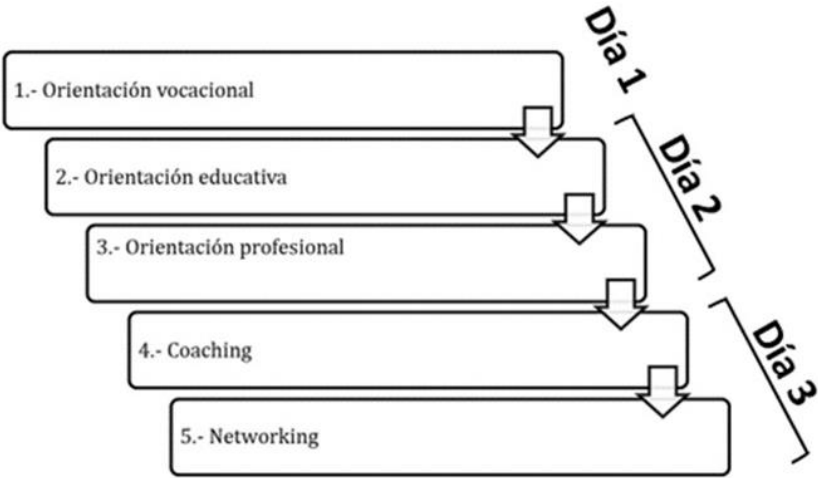 1.- Orientación vocacional
Día 1
2.- Orientación educativa
Día 2
3.- Orientación profesional
4.- Coaching
Día 3
5.- Networking